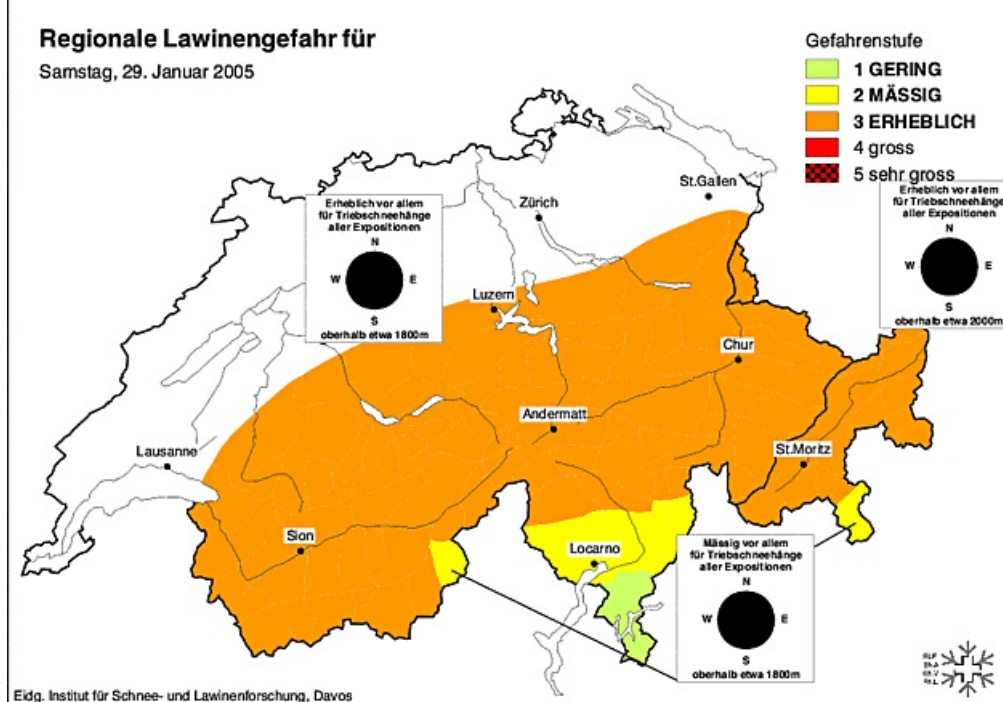 Regionale Lawinengefahr für
Samstag, 29. Januar 2005
Gefahrenstufe
1 GERING
2 MÄSSIG
3 ERHEBLICH
4 gross
5 sehr gross
St.Gallen
Zürich
Erheblich vor allem
für Triebschneehänge
aller Expositionen
N
W
E
S
oberhalb etwa 1800m
Erheblich vor allem
für Triebschneehänge
aller Expositionen
N
W
E
S
oberhalb etwa 2000m
Luzern
Chur
Andermatt
Lausanne
St.Moritz
Sion
Locarno
Mässig vor allem
für Triebschneehänge
aller Expositionen
N
W
E
S
oberhalb etwa 1800m
Eidg. Institut für Schnee- und Lawinenforschung, Davos